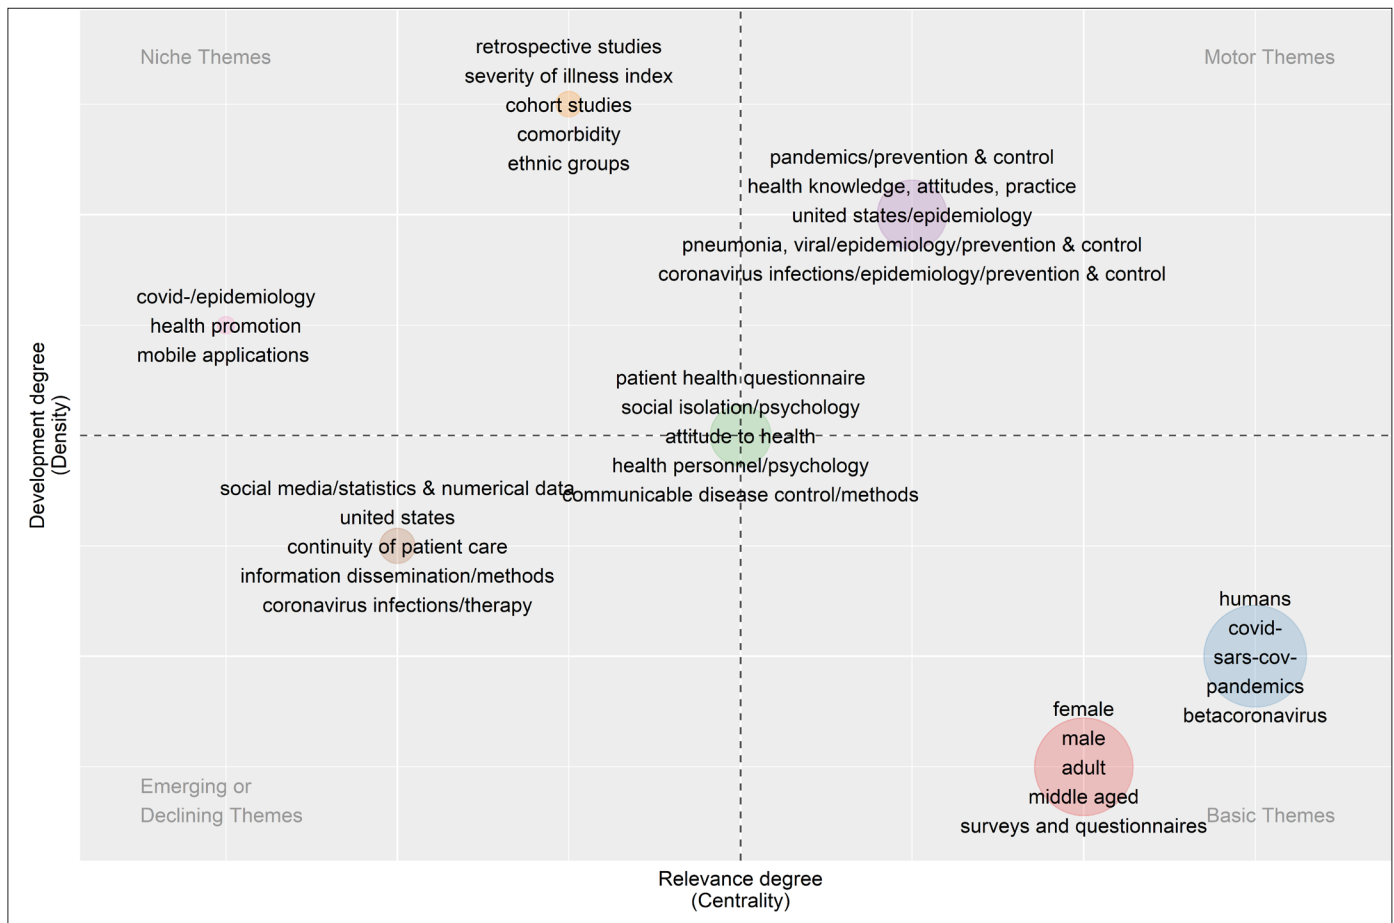 Niche Themes
Motor Themes
retrospective studies
severity of illness index
cohort studies
comorbidity
ethnic groups
pandemics/prevention & control
health knowledge, attitudes, practice
united states/epidemiology
pneumonia, viral/epidemiology/prevention & control
coronavirus infections/epidemiology/prevention & control
covid-/epidemiology
health promotion
mobile applications
patient health questionnaire
social isolation/psychology
attitude to health
health personnel/psychology
communicable disease control/methods
social media/statistics & numerical data
united states
continuity of patient care
information dissemination/methods
coronavirus infections/therapy
humans
covid-
sars-cov-
pandemics
betacoronavirus
female
male
adult
middle aged
surveys and questionnaires
Emerging or
Declining Themes
Basic Themes
Development degree
(Density)
Relevance degree
(Centrality)